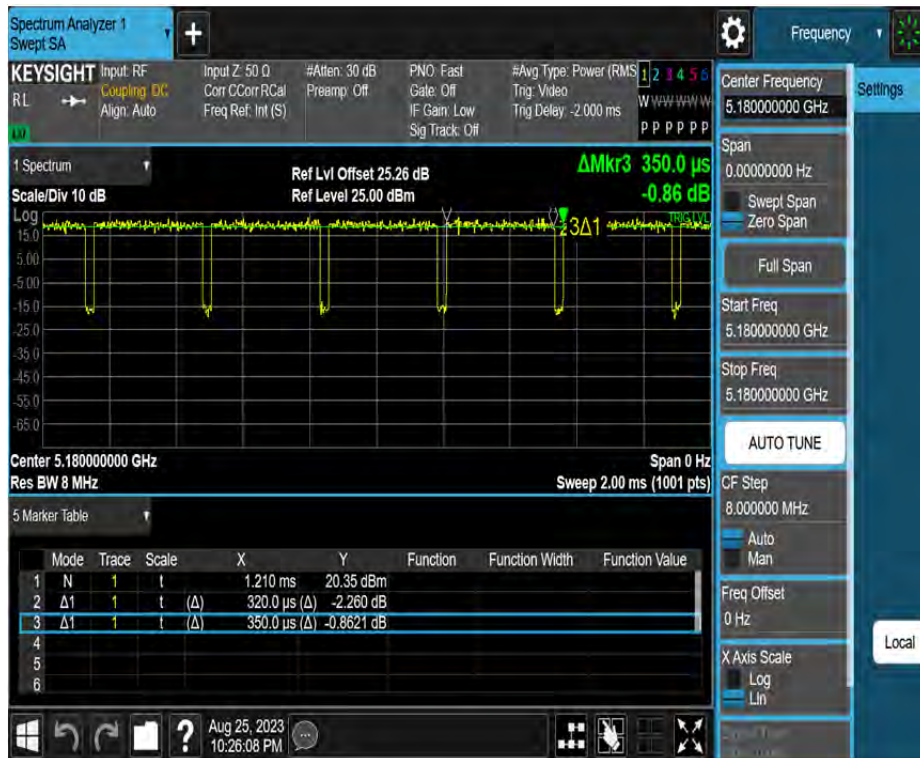 Spectrum Analyzer 1
Swept SA
+
Frequency
KEYSIGHT
RL
Input: RF
Coupling: DC
Align: Auto
Input Z: 50 Ω
Corr CCorr RCal
Freq Ref: Int (S)
#Atten: 30 dB
Preamp: Off
PNO: Fast
Gate: Off
IF Gain: Low
Sig Track: Off
#Avg Type: Power (RMS
Trig: Video
Trig Delay: -2.000 ms
1 2 3 4 5 6
W W W W W W
P P P P P P
1 Spectrum
Scale/Div 10 dB
Ref Lvl Offset 25.26 dB
Ref Level 25.00 dBm
ΔMkr3 350.0 µs
-0.86 dB
Log
TRIG LVL
3Δ1
15.0
5.00
-5.00
-15.0
-25.0
-35.0
-45.0
-55.0
-65.0
Center 5.180000000 GHz
Span 0 Hz
Res BW 8 MHz
Sweep 2.00 ms (1001 pts)
5 Marker Table
Mode Trace Scale X Y Function Function Width Function Value
1 N 1 t 1.210 ms 20.35 dBm
2 Δ1 1 t (Δ) 320.0 µs (Δ) -2.260 dB
3 Δ1 1 t (Δ) 350.0 µs (Δ) -0.8621 dB
4
5
6
?
Aug 25, 2023
10:26:08 PM
Center Frequency
5.180000000 GHz
Span
0.00000000 Hz
Swept Span
Zero Span
Full Span
Start Freq
5.180000000 GHz
Stop Freq
5.180000000 GHz
AUTO TUNE
CF Step
8.000000 MHz
Auto
Man
Freq Offset
0 Hz
X Axis Scale
Log
Lin
Settings
Local